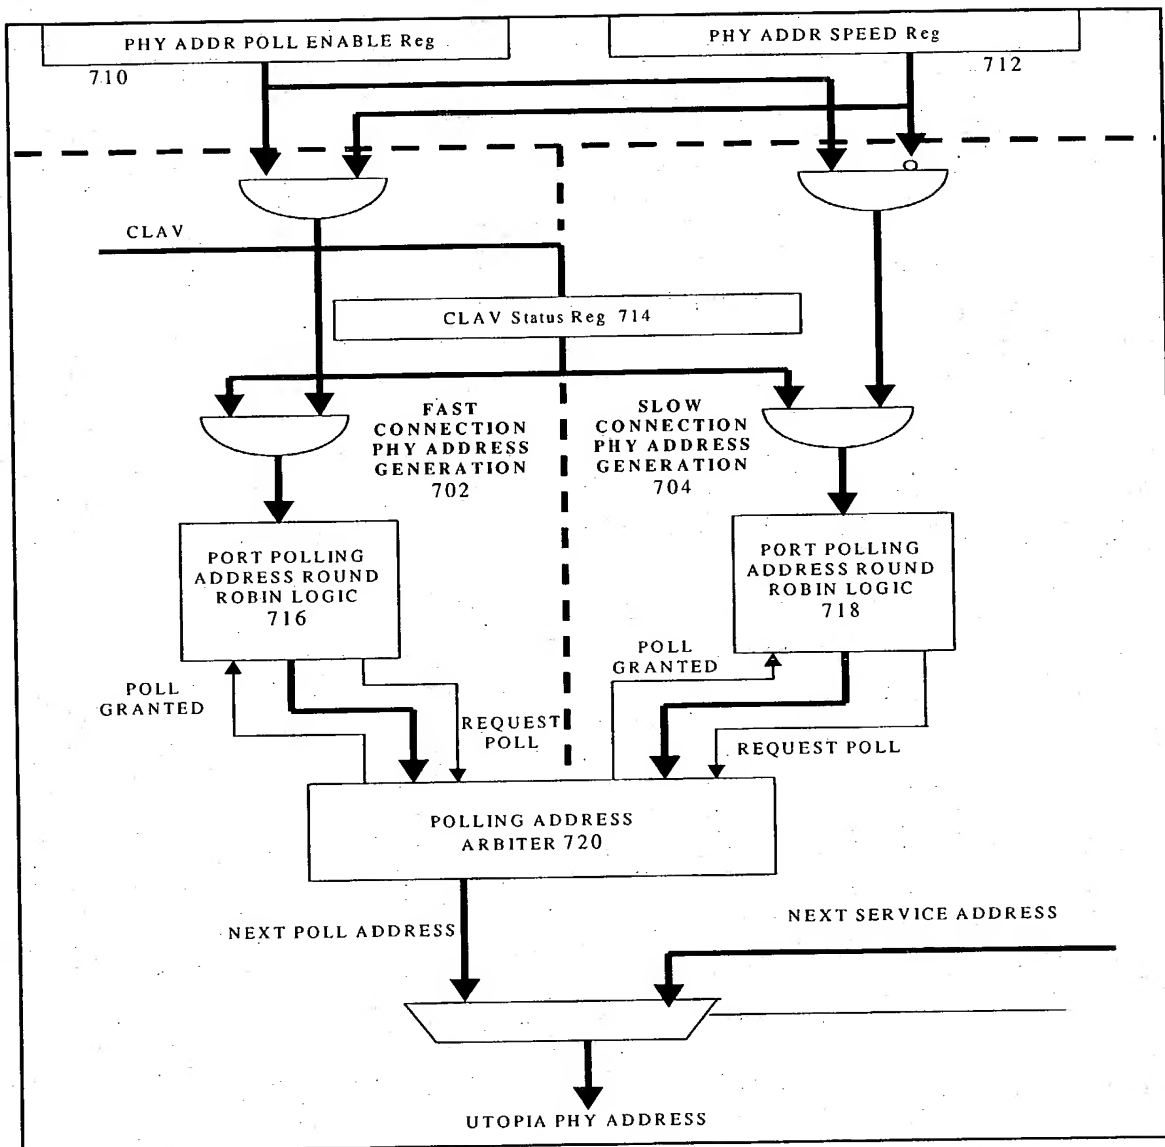 PHY ADDR POLL ENABLE Reg
710
PHY ADDR SPEED Reg
712
CLAV
CLAV Status Reg 714
FAST
CONNECTION
PHY ADDRESS
GENERATION
702
SLOW
CONNECTION
PHY ADDRESS
GENERATION
704
PORT POLLING
ADDRESS ROUND
ROBIN LOGIC
716
PORT POLLING
ADDRESS ROUND
ROBIN LOGIC
718
POLL
GRANTED
REQUEST
POLL
POLL
GRANTED
REQUEST POLL
POLLING ADDRESS
ARBITER 720
NEXT POLL ADDRESS
NEXT SERVICE ADDRESS
UTOPIA PHY ADDRESS